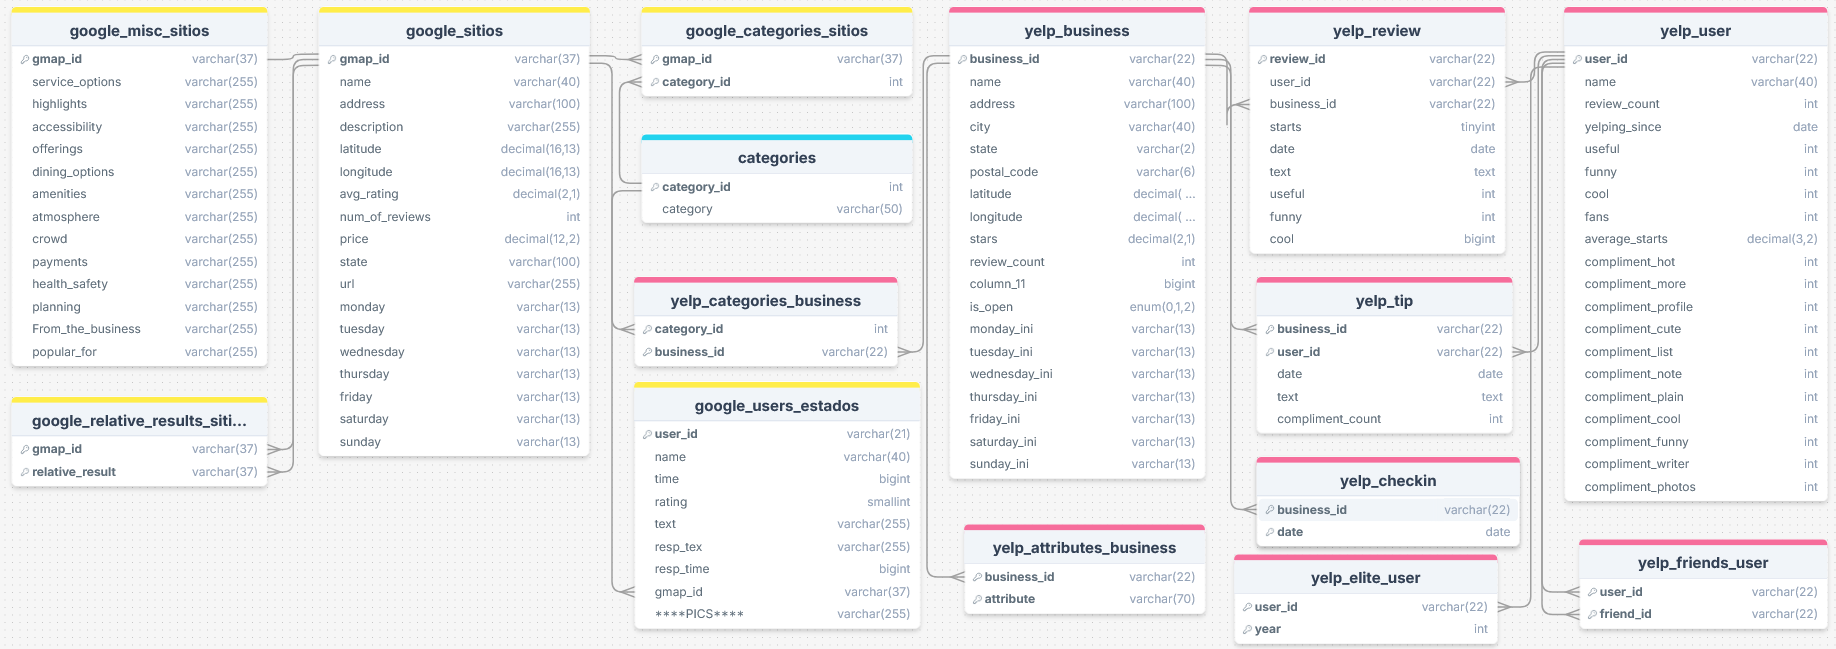 google_misc_sitios
gmap_id varchar(37)
service_options varchar(255)
highlights varchar(255)
accessibility varchar(255)
offerings varchar(255)
dining_options varchar(255)
amenities varchar(255)
atmosphere varchar(255)
crowd varchar(255)
payments varchar(255)
health_safety varchar(255)
planning varchar(255)
From_the_business varchar(255)
popular_for varchar(255)
google_relative_results_siti...
gmap_id varchar(37)
relative_result varchar(37)
google_sitios
gmap_id varchar(37)
name varchar(40)
address varchar(100)
description varchar(255)
latitude decimal(16,13)
longitude decimal(16,13)
avg_rating decimal(2,1)
num_of_reviews int
price decimal(12,2)
state varchar(100)
url varchar(255)
monday varchar(13)
tuesday varchar(13)
wednesday varchar(13)
thursday varchar(13)
friday varchar(13)
saturday varchar(13)
sunday varchar(13)
google_categories_sitios
gmap_id varchar(37)
category_id int
categories
category_id int
category varchar(50)
yelp_categories_business
category_id int
business_id varchar(22)
google_users_estados
user_id varchar(21)
name varchar(40)
time bigint
rating smallint
text varchar(255)
resp_tex varchar(255)
resp_time bigint
gmap_id varchar(37)
****PICS**** varchar(255)
yelp_business
business_id varchar(22)
name varchar(40)
address varchar(100)
city varchar(40)
state varchar(2)
postal_code varchar(6)
latitude decimal( ...
longitude decimal( ...
stars decimal(2,1)
review_count int
column_11 bigint
is_open enum(0,1,2)
monday_ini varchar(13)
tuesday_ini varchar(13)
wednesday_ini varchar(13)
thursday_ini varchar(13)
friday_ini varchar(13)
saturday_ini varchar(13)
sunday_ini varchar(13)
yelp_attributes_business
business_id varchar(22)
attribute varchar(70)
yelp_review
review_id varchar(22)
user_id varchar(22)
business_id varchar(22)
starts tinyint
date date
text text
useful int
funny int
cool bigint
yelp_tip
business_id varchar(22)
user_id varchar(22)
date date
text text
compliment_count int
yelp_checkin
business_id varchar(22)
date date
yelp_elite_user
user_id varchar(22)
year int
yelp_user
user_id varchar(22)
name varchar(40)
review_count int
yelping_since date
useful int
funny int
cool int
fans int
average_starts decimal(3,2)
compliment_hot int
compliment_more int
compliment_profile int
compliment_cute int
compliment_list int
compliment_note int
compliment_plain int
compliment_cool int
compliment_funny int
compliment_writer int
compliment_photos int
yelp_friends_user
user_id varchar(22)
friend_id varchar(22)